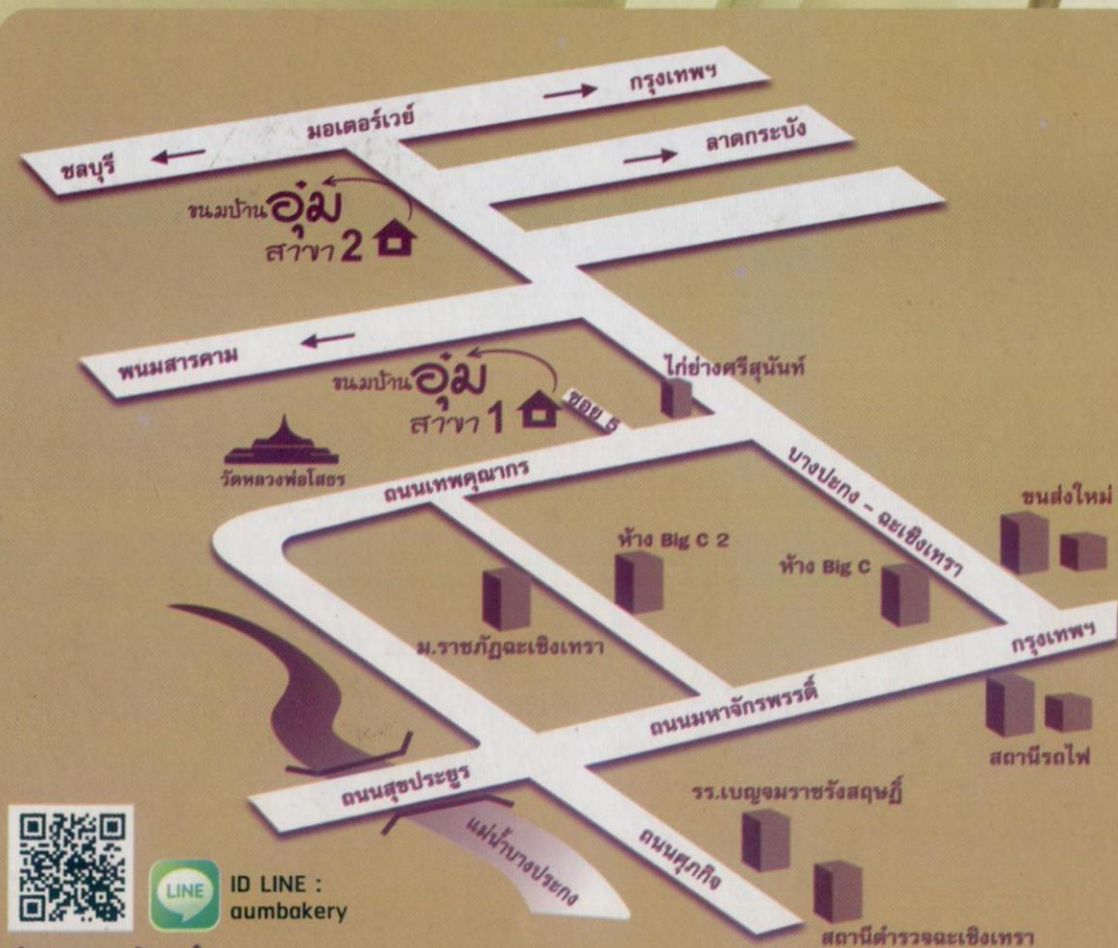 กรุงเทพฯ
มอเตอร์เวย์
ชลบุรี
ลาดกระบัง
ขนมบ้านอุ๋ม
สาขา 2
พนมสารคาม
ขนมบ้านอุ๋ม
สาขา 1
ซอย 5
ไก่ย่างศรีสุนันท์
วัดหลวงพ่อโสธร
ถนนเทพคุณากร
บางปะกง - ฉะเชิงเทรา
ขนส่งใหม่
ห้าง Big C 2
ห้าง Big C
ม.ราชภัฏฉะเชิงเทรา
กรุงเทพฯ
ถนนมหาจักรพรรดิ์
สถานีรถไฟ
ถนนสุขประยูร
รร.เบญจมราชรังสฤษฏิ์
แม่น้ำบางประกง
ถนนศุภกิจ
สถานีตำรวจฉะเชิงเทรา
LINE
ID LINE :
aumbakery